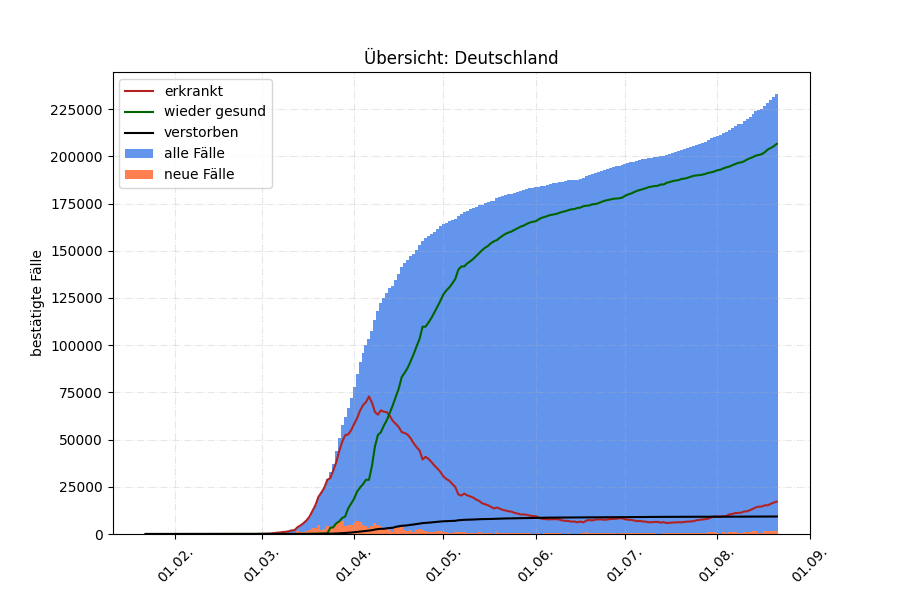 Übersicht: Deutschland
erkrankt
wieder gesund
verstorben
alle Fälle
neue Fälle
bestätigte Fälle
225000
200000
175000
150000
125000
100000
75000
50000
25000
0
01.02.
01.03.
01.04.
01.05.
01.06.
01.07.
01.08.
01.09.